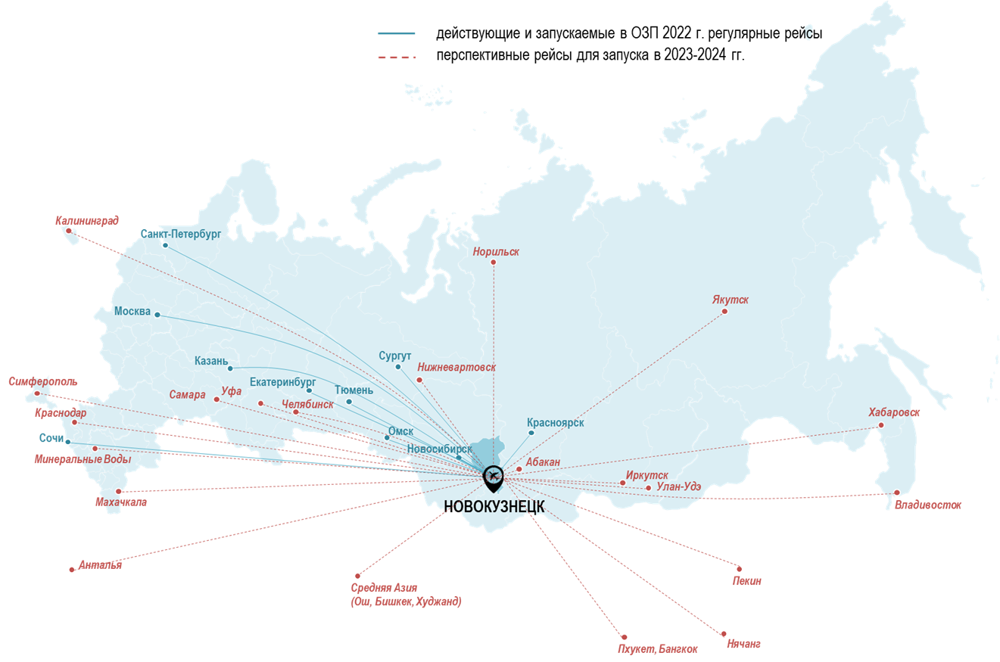 действующие и запускаемые в ОЗП 2022 г. регулярные рейсы
перспективные рейсы для запуска в 2023-2024 гг.
Калининград
Санкт-Петербург
Норильск
Якутск
Москва
Сургут
Казань
Нижневартовск
Симферополь
Екатеринбург
Тюмень
Самара
Уфа
Челябинск
Краснодар
Хабаровск
Красноярск
Омск
Сочи
Новосибирск
Минеральные Воды
Абакан
Иркутск
Улан-Удэ
Махачкала
НОВОКУЗНЕЦК
Владивосток
Анталья
Пекин
Средняя Азия
(Ош, Бишкек, Худжанд)
Нячанг
Пхукет, Бангкок